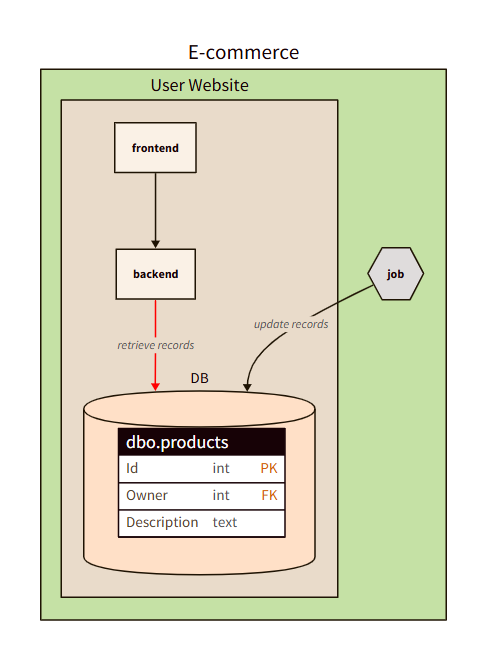 E-commerce
User Website
frontend
backend
job
update records
retrieve records
DB
dbo.products
Id int PK
Owner int FK
Description text